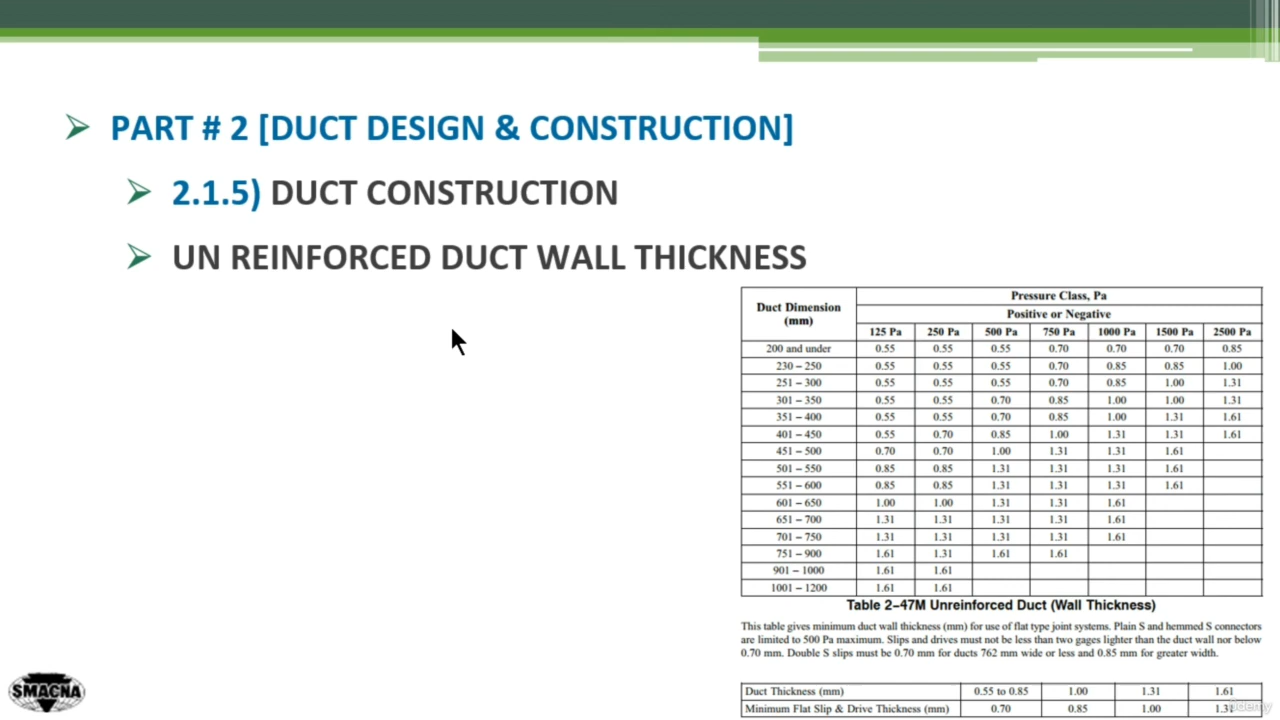 PART # 2 [DUCT DESIGN & CONSTRUCTION]
2.1.5) DUCT CONSTRUCTION
UN REINFORCED DUCT WALL THICKNESS
Duct Dimension (mm) Pressure Class, Pa
Positive or Negative
125 Pa 250 Pa 500 Pa 750 Pa 1000 Pa 1500 Pa 2500 Pa
200 and under 0.55 0.55 0.55 0.70 0.70 0.70 0.85
230 – 250 0.55 0.55 0.55 0.70 0.85 0.85 1.00
251 – 300 0.55 0.55 0.55 0.70 0.85 1.00 1.31
301 – 350 0.55 0.55 0.70 0.85 1.00 1.00 1.31
351 – 400 0.55 0.55 0.70 0.85 1.00 1.31 1.61
401 – 450 0.55 0.70 0.85 1.00 1.31 1.31 1.61
451 – 500 0.70 0.70 1.00 1.31 1.31 1.61
501 – 550 0.85 0.85 1.31 1.31 1.31 1.61
551 – 600 0.85 0.85 1.31 1.31 1.31 1.61
601 – 650 1.00 1.00 1.31 1.31 1.61
651 – 700 1.31 1.31 1.31 1.31 1.61
701 – 750 1.31 1.31 1.31 1.31 1.61
751 – 900 1.61 1.31 1.61 1.61
901 – 1000 1.61 1.61
1001 – 1200 1.61 1.61
Table 2–47M Unreinforced Duct (Wall Thickness)
This table gives minimum duct wall thickness (mm) for use of flat type joint systems. Plain S and hemmed S connectors
are limited to 500 Pa maximum. Slips and drives must not be less than two gages lighter than the duct wall nor below
0.70 mm. Double S slips must be 0.70 mm for ducts 762 mm wide or less and 0.85 mm for greater width.
Duct Thickness (mm) 0.55 to 0.85 1.00 1.31 1.61
Minimum Flat Slip & Drive Thickness (mm) 0.70 0.85 1.00 1.31
SMACNA
Udemy